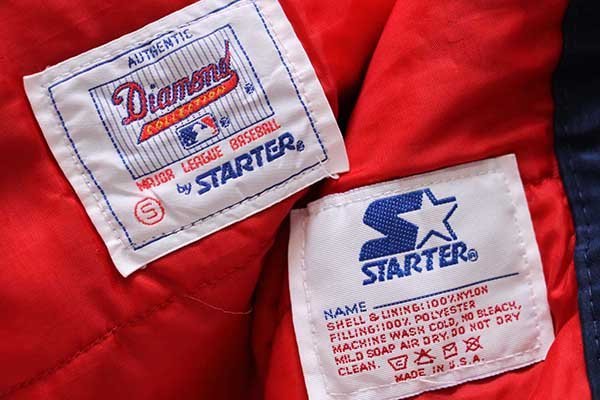 AUTHENTIC
Diamond
COLLECTION
MAJOR LEAGUE BASEBALL
S by STARTER®
S
STARTER®
NAME
SHELL & LINING: 100% NYLON
FILLING: 100% POLYESTER
MACHINE WASH COLD, NO BLEACH,
MILD SOAP AIR DRY. DO NOT DRY
CLEAN.
MADE IN U.S.A.